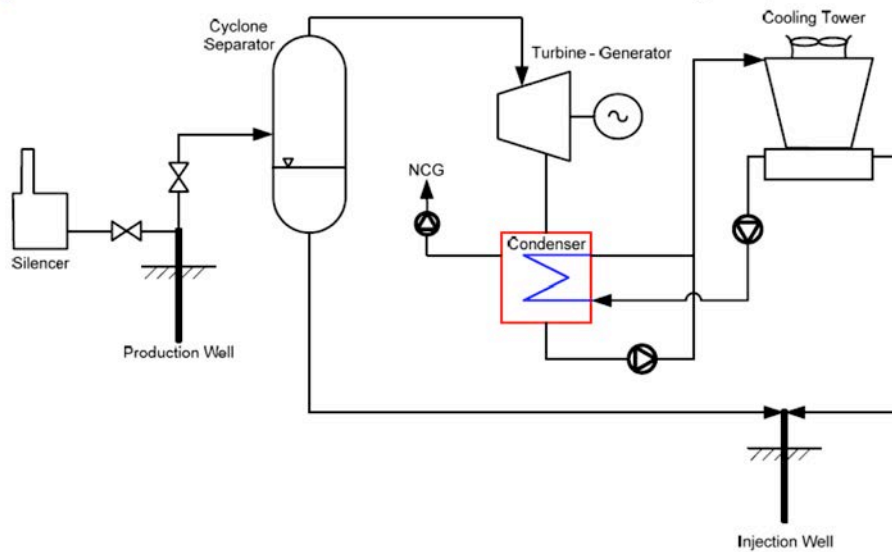 Cyclone
Separator
Cooling Tower
Turbine - Generator
NCG
Condenser
Silencer
Production Well
Injection Well